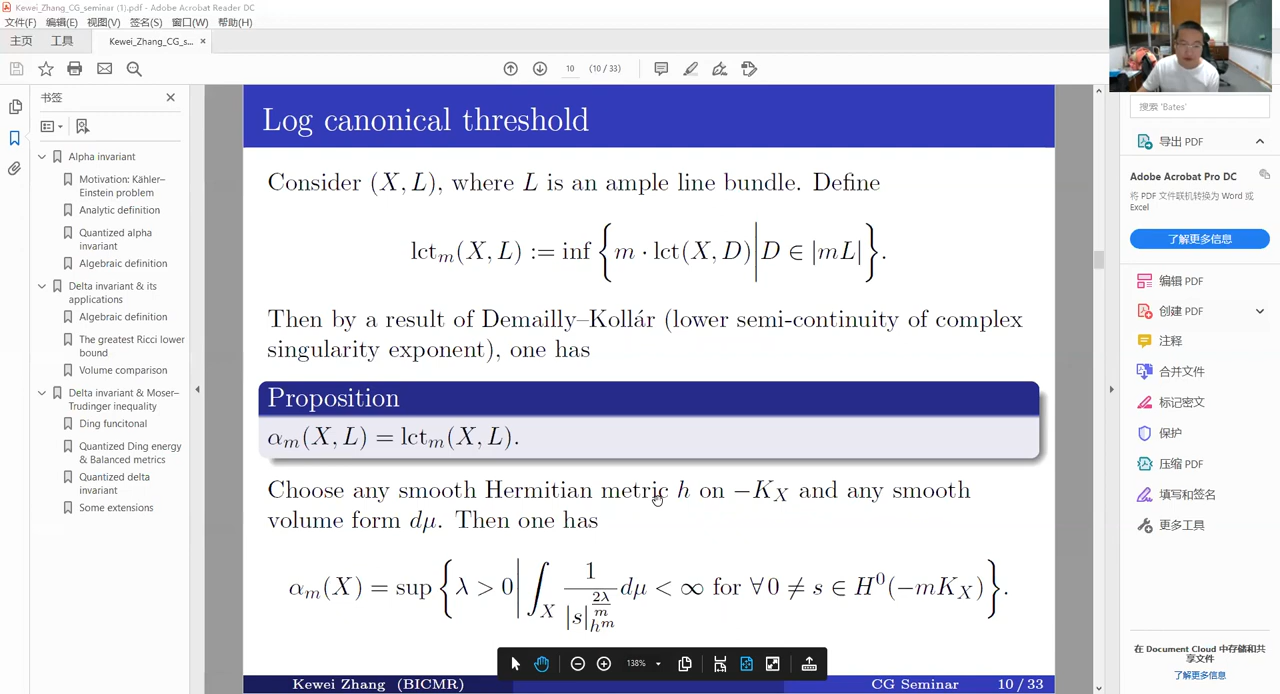 Kewei_Zhang_CG_seminar (1).pdf - Adobe Acrobat Reader DC
文件(F) 编辑(E) 视图(V) 签名(S) 窗口(W) 帮助(H)
主页 工具 Kewei_Zhang_CG_s... ×
10 (10 / 33)
书签
Alpha invariant
Motivation: Kähler–
Einstein problem
Analytic definition
Quantized alpha
invariant
Algebraic definition
Delta invariant & its
applications
Algebraic definition
The greatest Ricci lower
bound
Volume comparison
Delta invariant & Moser–
Trudinger inequality
Ding funcitonal
Quantized Ding energy
& Balanced metrics
Quantized delta
invariant
Some extensions
Log canonical threshold
Consider (X, L), where L is an ample line bundle. Define
lct_m(X, L) := inf { m · lct(X, D) | D ∈ |mL| }.
Then by a result of Demailly–Kollár (lower semi-continuity of complex
singularity exponent), one has
Proposition
α_m(X, L) = lct_m(X, L).
Choose any smooth Hermitian metric h on −K_X and any smooth
volume form dμ. Then one has
α_m(X) = sup { λ > 0 | ∫_X 1/|s|_{h^m}^{2λ/m} dμ < ∞ for ∀ 0 ≠ s ∈ H^0(−mK_X) }.
138%
Kewei Zhang (BICMR) CG Seminar 10 / 33
搜索 'Bates'
导出 PDF
Adobe Acrobat Pro DC
将 PDF 文件联机转换为 Word 或
Excel
了解更多信息
编辑 PDF
创建 PDF
注释
合并文件
标记密文
保护
压缩 PDF
填写和签名
更多工具
在 Document Cloud 中存储和共
享文件
了解更多信息